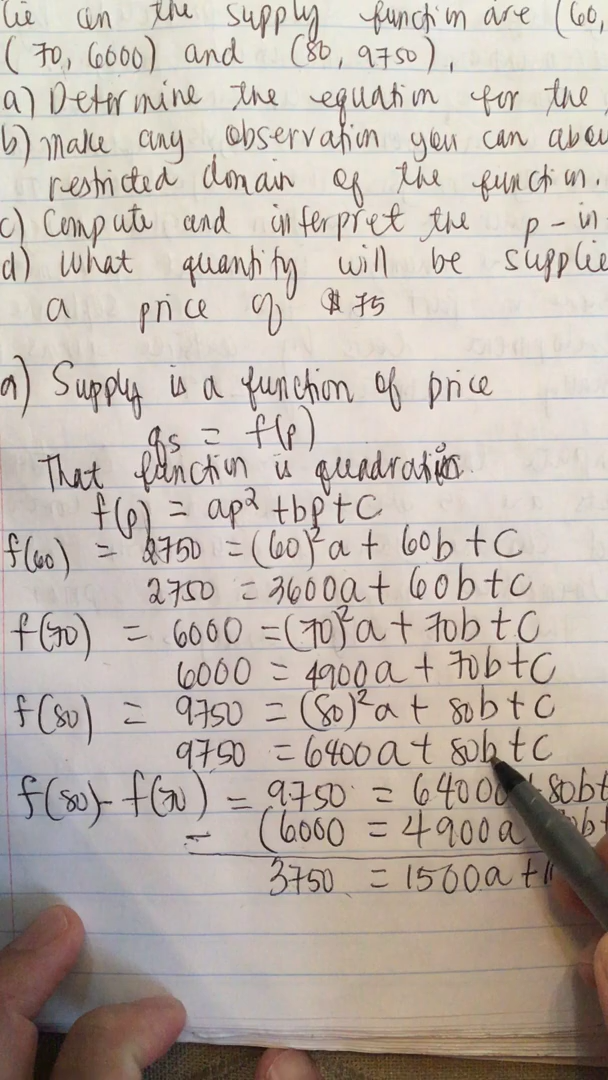 lie on the supply function are (60,
(70, 6000) and (80, 9750),
a) Determine the equation for the
b) make any observation you can abou
restricted domain of the function.
c) Compute and interpret the p-in
d) What quantity will be supplie
a price of $75
a) Supply is a function of price
qs = f(p)
That function is quadratic.
f(p) = ap² + bp + C
f(60) = 2750 = (60)²a + 60b + C
2750 = 3600a + 60b + C
f(70) = 6000 = (70)²a + 70b + C
6000 = 4900a + 70b + C
f(80) = 9750 = (80)²a + 80b + C
9750 = 6400a + 80b + C
f(80) - f(70) = 9750 = 6400 + 80b +
- (6000 = 4900a b +
3750 = 1500a +